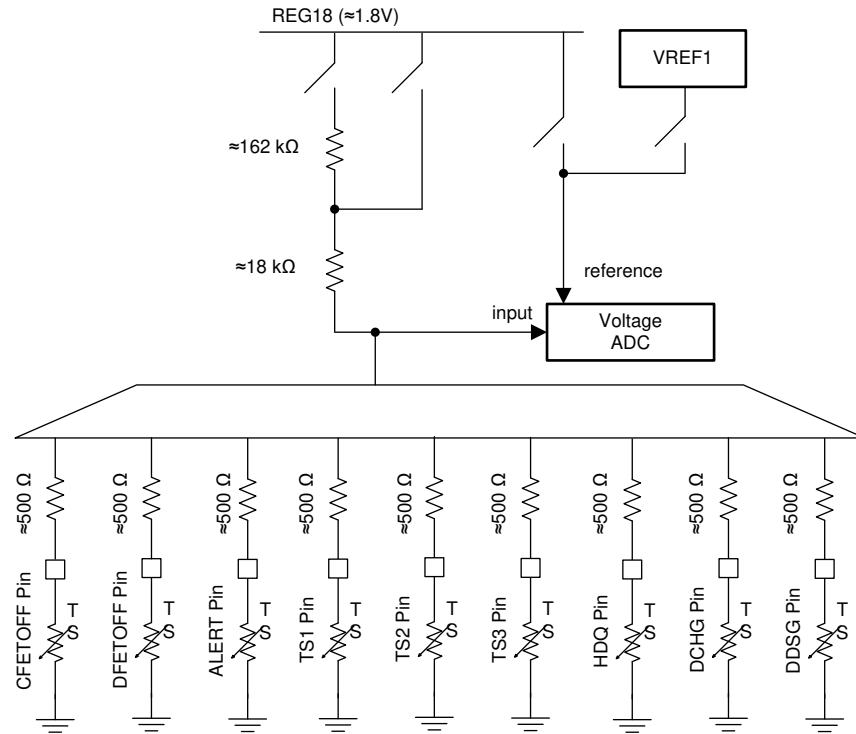 REG18 (≈1.8V)
VREF1
≈162 kΩ
≈18 kΩ
reference
input
Voltage
ADC
≈500 Ω
≈500 Ω
≈500 Ω
≈500 Ω
≈500 Ω
≈500 Ω
≈500 Ω
≈500 Ω
≈500 Ω
CFETOFF Pin
T
S
DFETOFF Pin
T
S
ALERT Pin
T
S
TS1 Pin
T
S
TS2 Pin
T
S
TS3 Pin
T
S
HDQ Pin
T
S
DCHG Pin
T
S
DDSG Pin
T
S